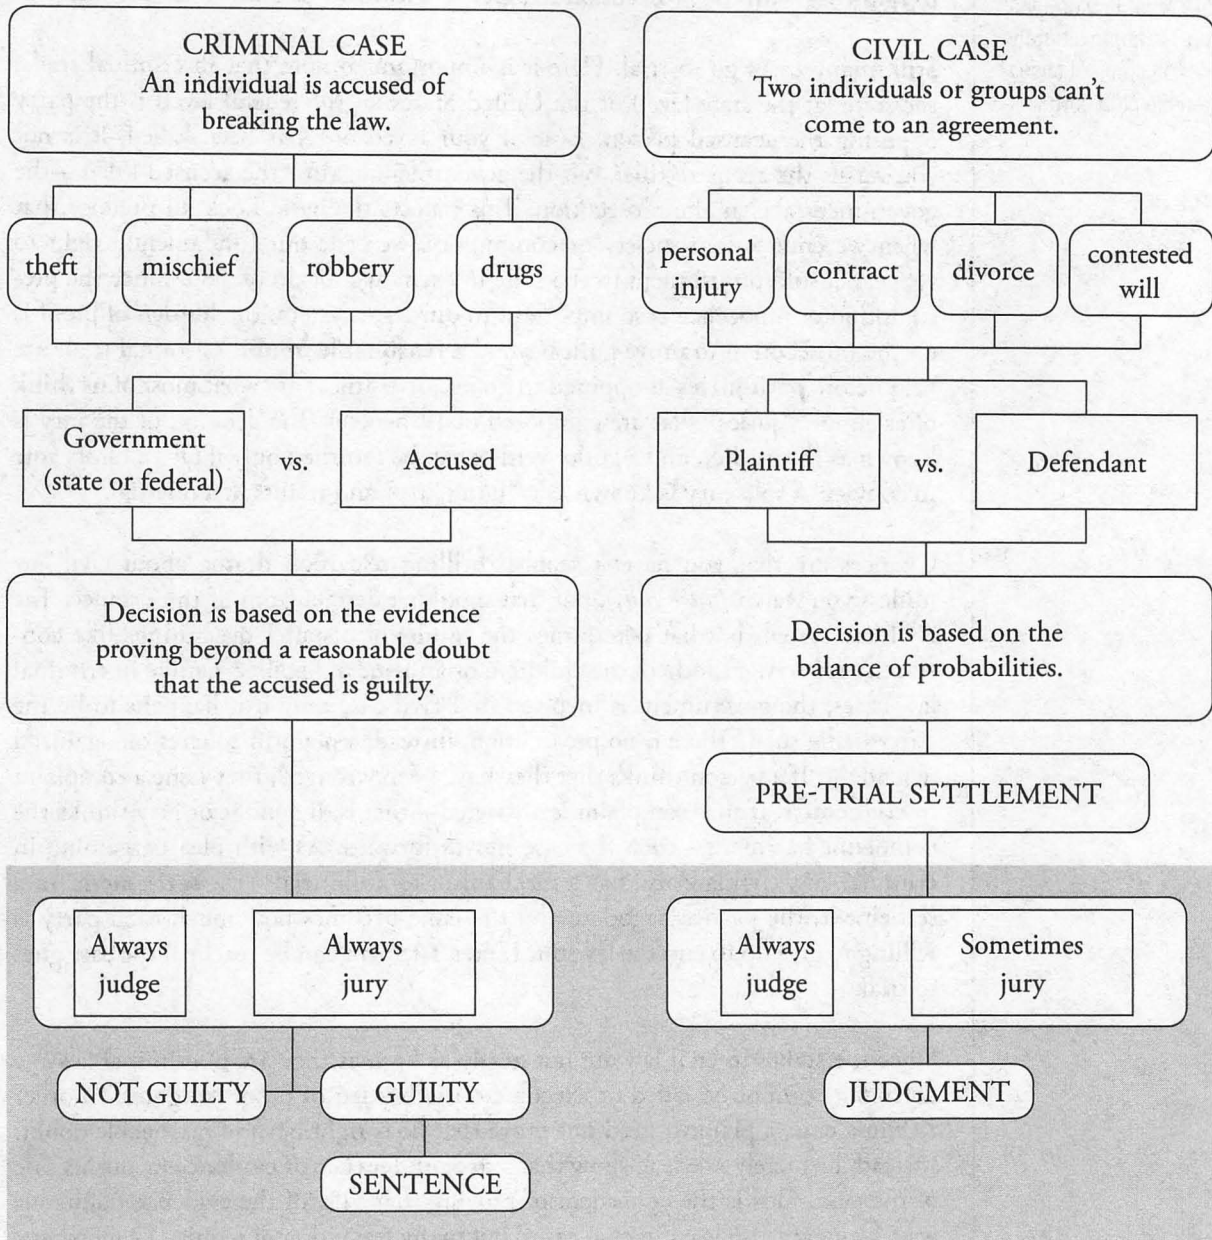 CRIMINAL CASE
An individual is accused of
breaking the law.
theft
mischief
robbery
drugs
Government
(state or federal)
vs.
Accused
Decision is based on the evidence
proving beyond a reasonable doubt
that the accused is guilty.
Always
judge
Always
jury
NOT GUILTY
GUILTY
SENTENCE
CIVIL CASE
Two individuals or groups can't
come to an agreement.
personal
injury
contract
divorce
contested
will
Plaintiff
vs.
Defendant
Decision is based on the
balance of probabilities.
PRE-TRIAL SETTLEMENT
Always
judge
Sometimes
jury
JUDGMENT